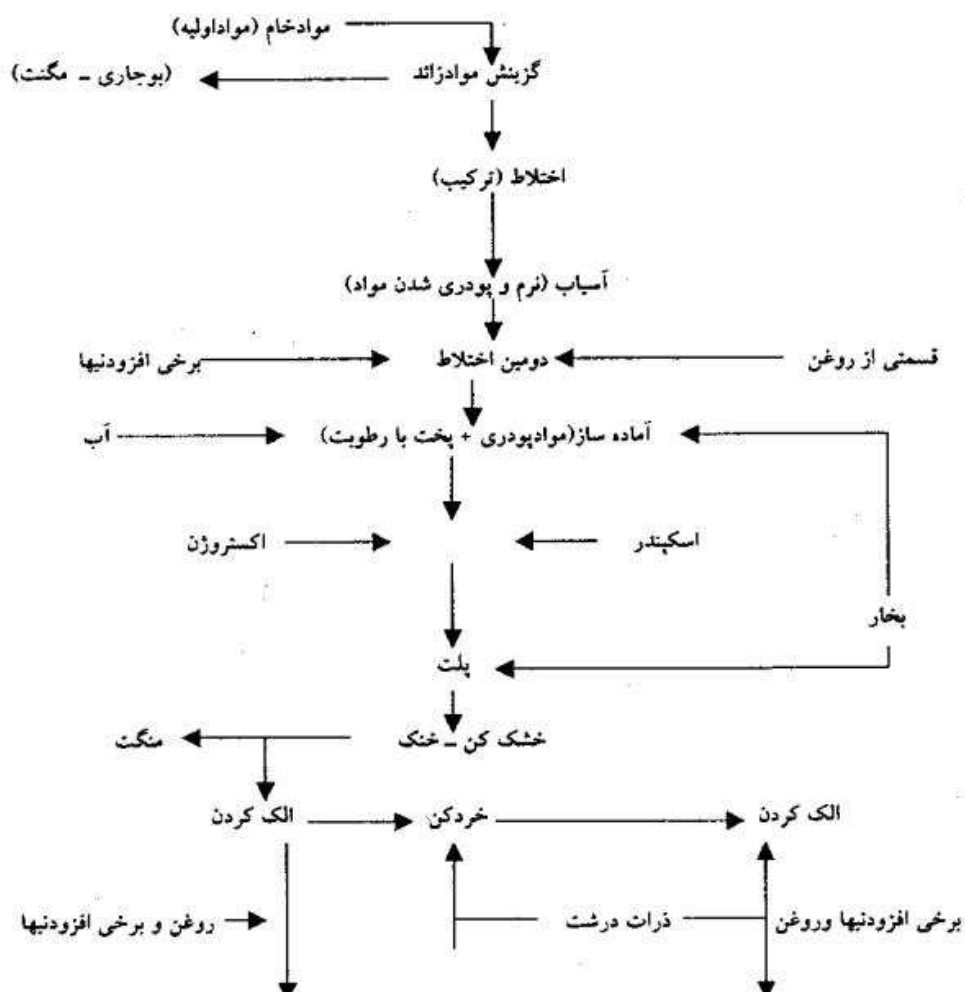 موادخام (مواداولیه)
گزینش موادزائد
(بوجاری - مگنت)
اختلاط (ترکیب)
آسیاب (نرم و پودری شدن مواد)
قسمتی از روغن
دومین اختلاط
برخی افزودنیها
آماده ساز(موادپودری + پخت با رطوبت)
آب
اسکپندر
اکستروژن
بخار
پلت
خشک کن - خنک
منگت
الک کردن
خردکن
الک کردن
برخی افزودنیها وروغن
ذرات درشت
روغن و برخی افزودنیها